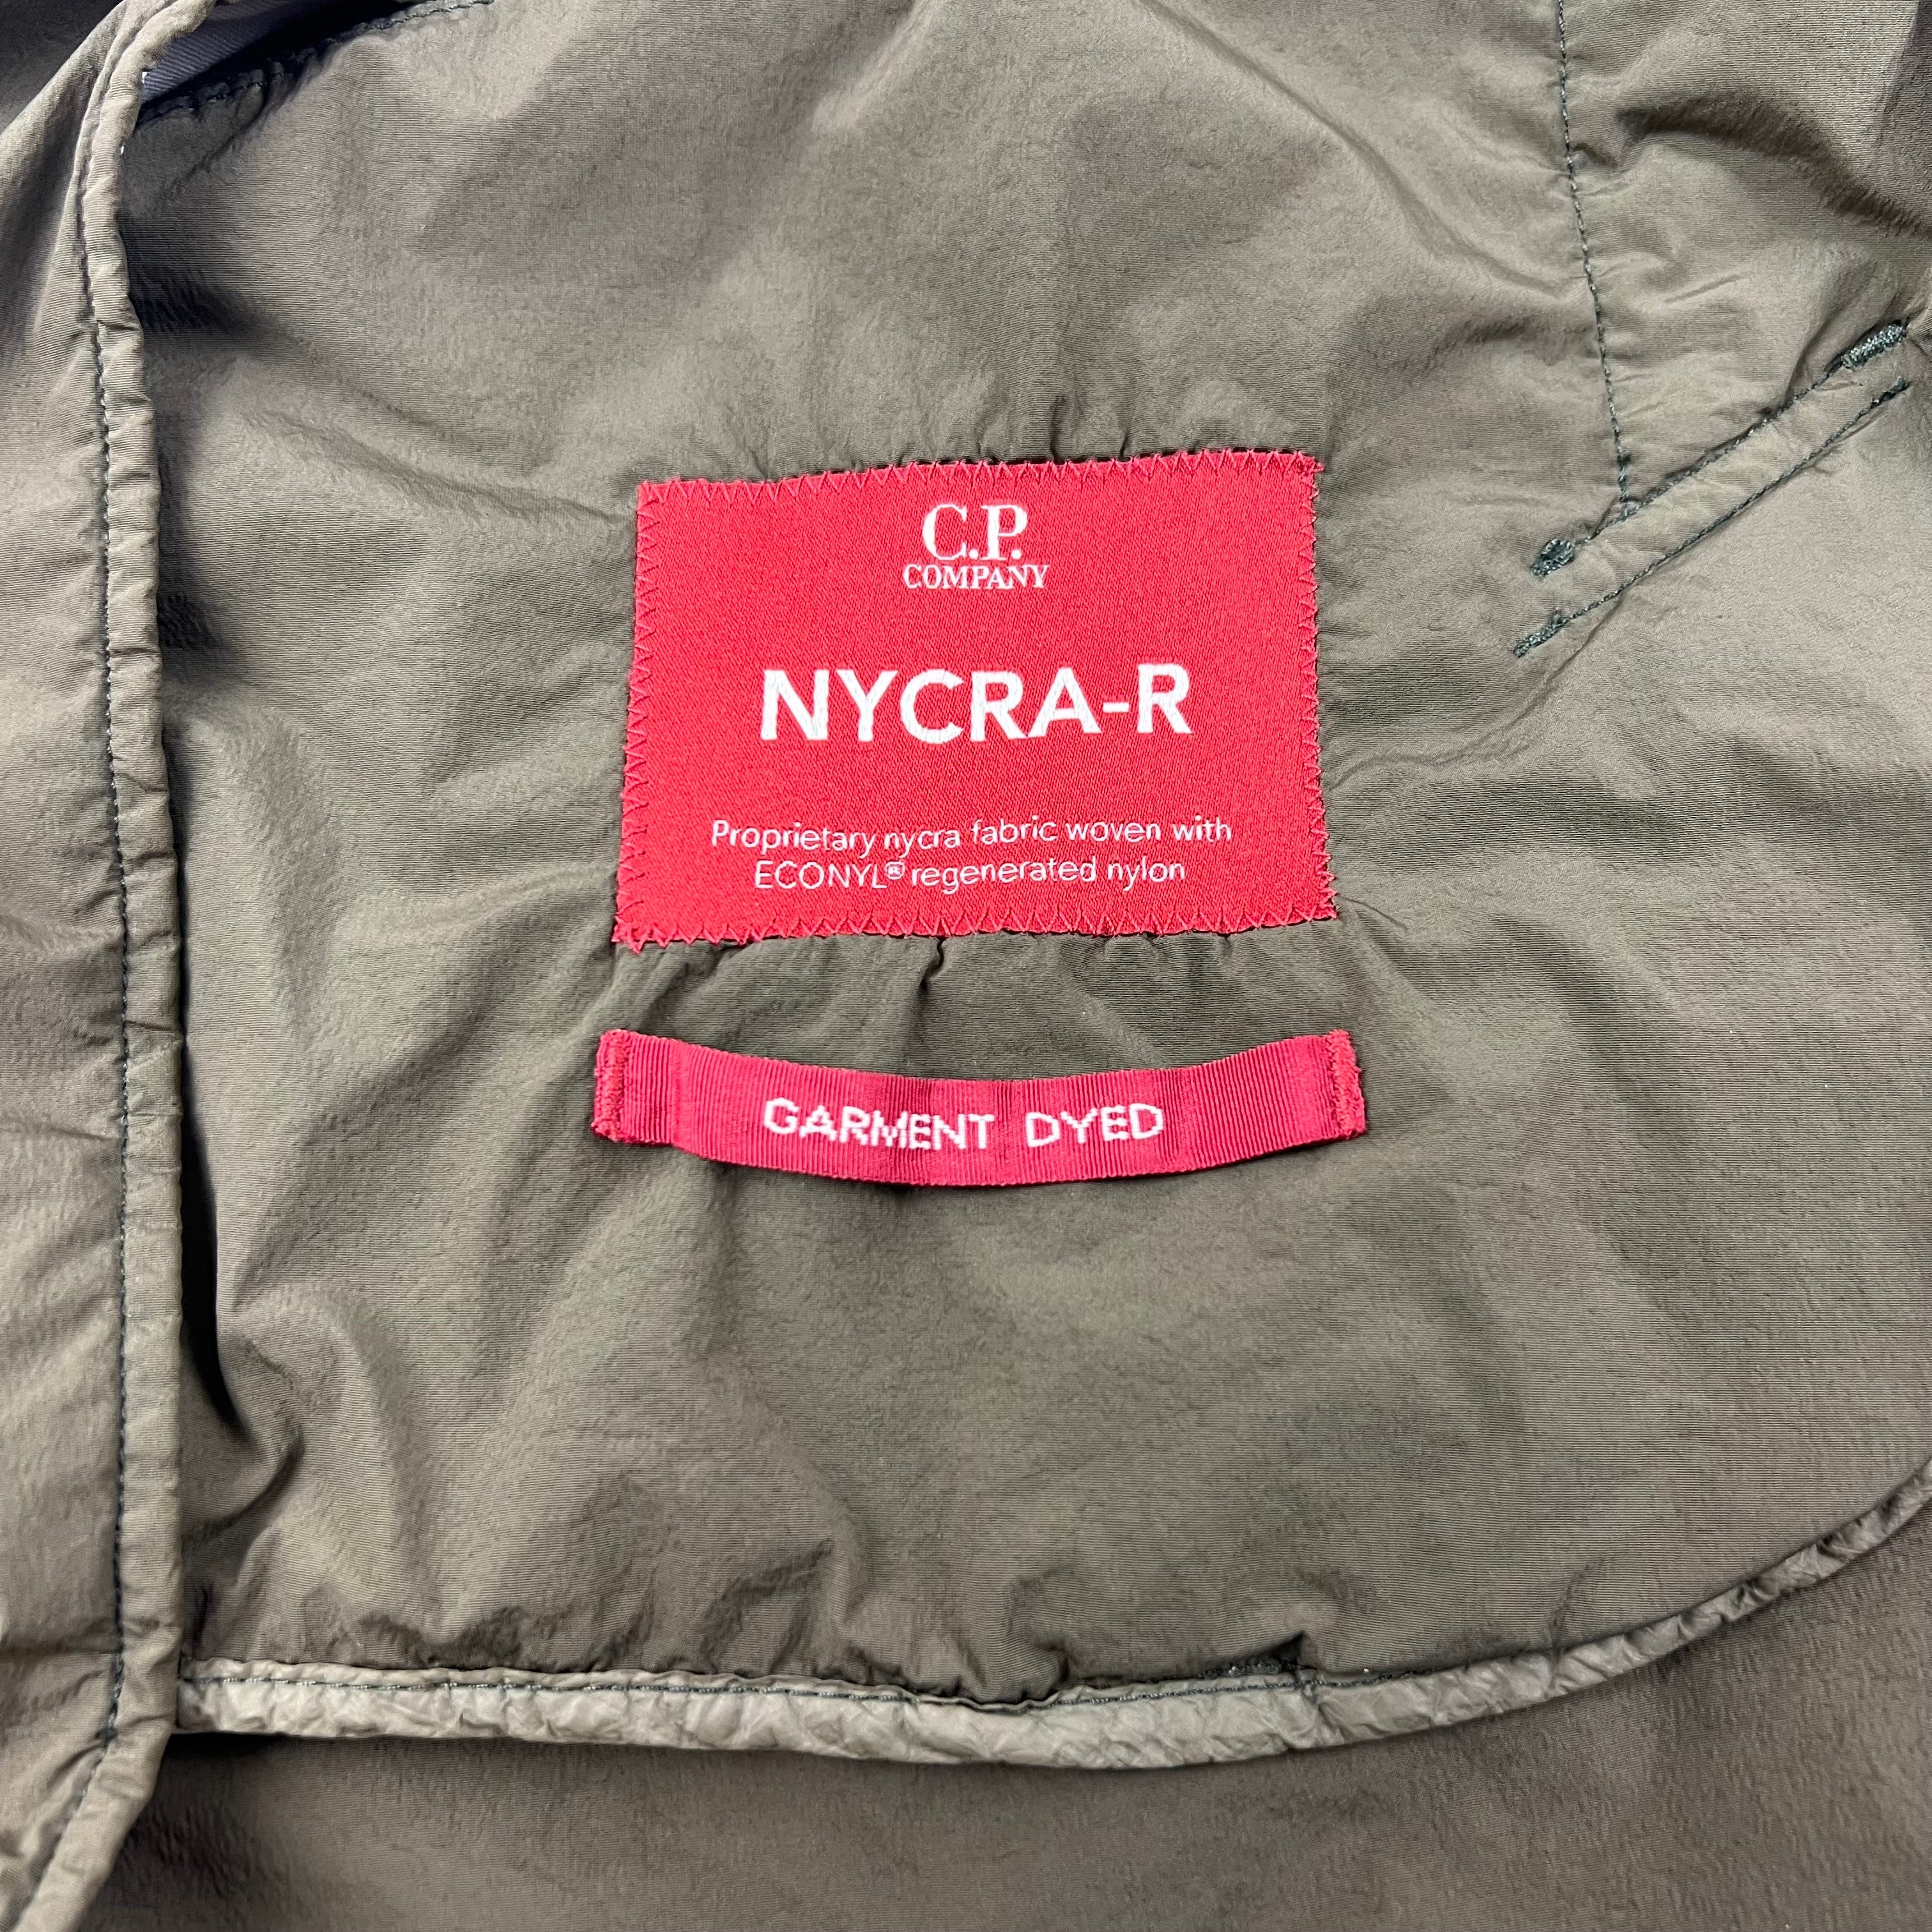 C.P.
COMPANY
NYCRA-R
Proprietary nycra fabric woven with
ECONYL® regenerated nylon
GARMENT DYED